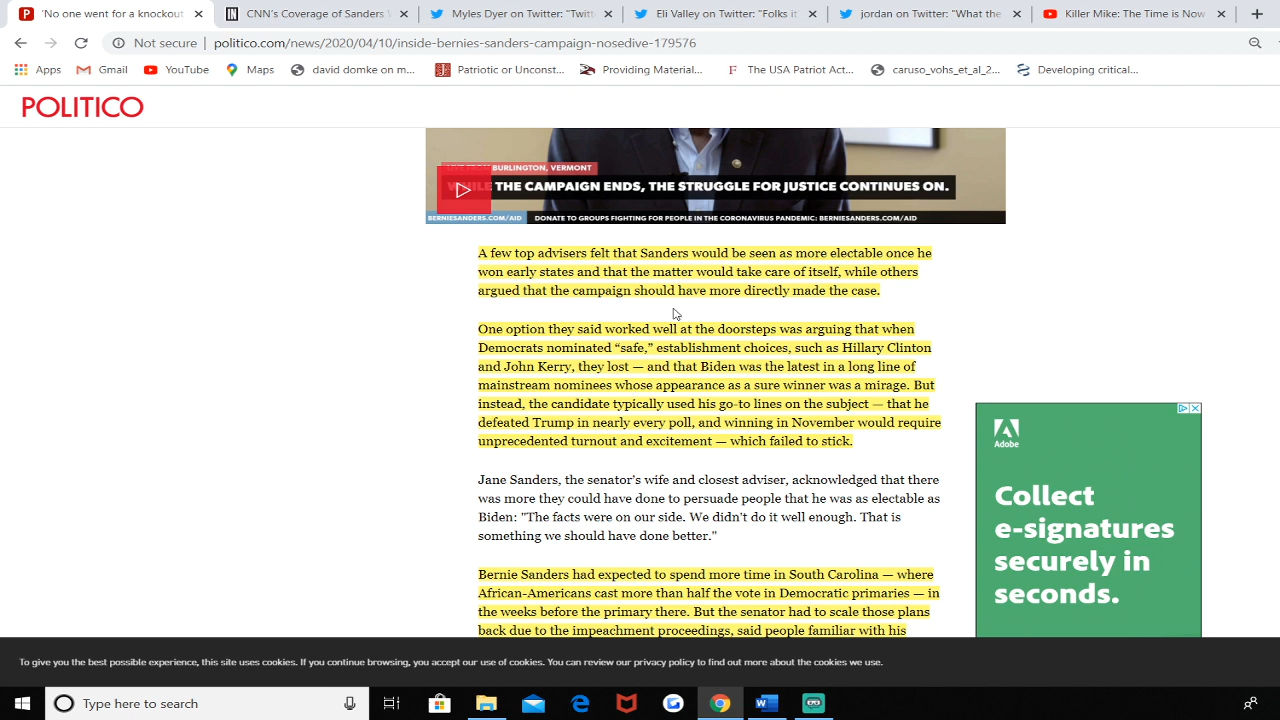 'No one went for a knockout
CNN's Coverage of Sanders W
Myles Dyer on Twitter: "Twitt
Eli Valley on Twitter: "Folks it
jordan on Twitter: "What the
Killer Mike: The Time is Now
Not secure | politico.com/news/2020/04/10/inside-bernies-sanders-campaign-nosedive-179576
Apps Gmail YouTube Maps david domke on m... Patriotic or Unconst... Providing Material... The USA Patriot Act... caruso_vohs_et_al_2... Developing critical...
POLITICO
LIVE FROM BURLINGTON, VERMONT
WHILE THE CAMPAIGN ENDS, THE STRUGGLE FOR JUSTICE CONTINUES ON.
BERNIESANDERS.COM/AID DONATE TO GROUPS FIGHTING FOR PEOPLE IN THE CORONAVIRUS PANDEMIC: BERNIESANDERS.COM/AID
A few top advisers felt that Sanders would be seen as more electable once he
won early states and that the matter would take care of itself, while others
argued that the campaign should have more directly made the case.
One option they said worked well at the doorsteps was arguing that when
Democrats nominated “safe,” establishment choices, such as Hillary Clinton
and John Kerry, they lost — and that Biden was the latest in a long line of
mainstream nominees whose appearance as a sure winner was a mirage. But
instead, the candidate typically used his go-to lines on the subject — that he
defeated Trump in nearly every poll, and winning in November would require
unprecedented turnout and excitement — which failed to stick.
Jane Sanders, the senator’s wife and closest adviser, acknowledged that there
was more they could have done to persuade people that he was as electable as
Biden: "The facts were on our side. We didn't do it well enough. That is
something we should have done better."
Bernie Sanders had expected to spend more time in South Carolina — where
African-Americans cast more than half the vote in Democratic primaries — in
the weeks before the primary there. But the senator had to scale those plans
back due to the impeachment proceedings, said people familiar with his
Adobe
Collect
e-signatures
securely in
seconds.
To give you the best possible experience, this site uses cookies. If you continue browsing, you accept our use of cookies. You can review our privacy policy to find out more about the cookies we use.
Type here to search